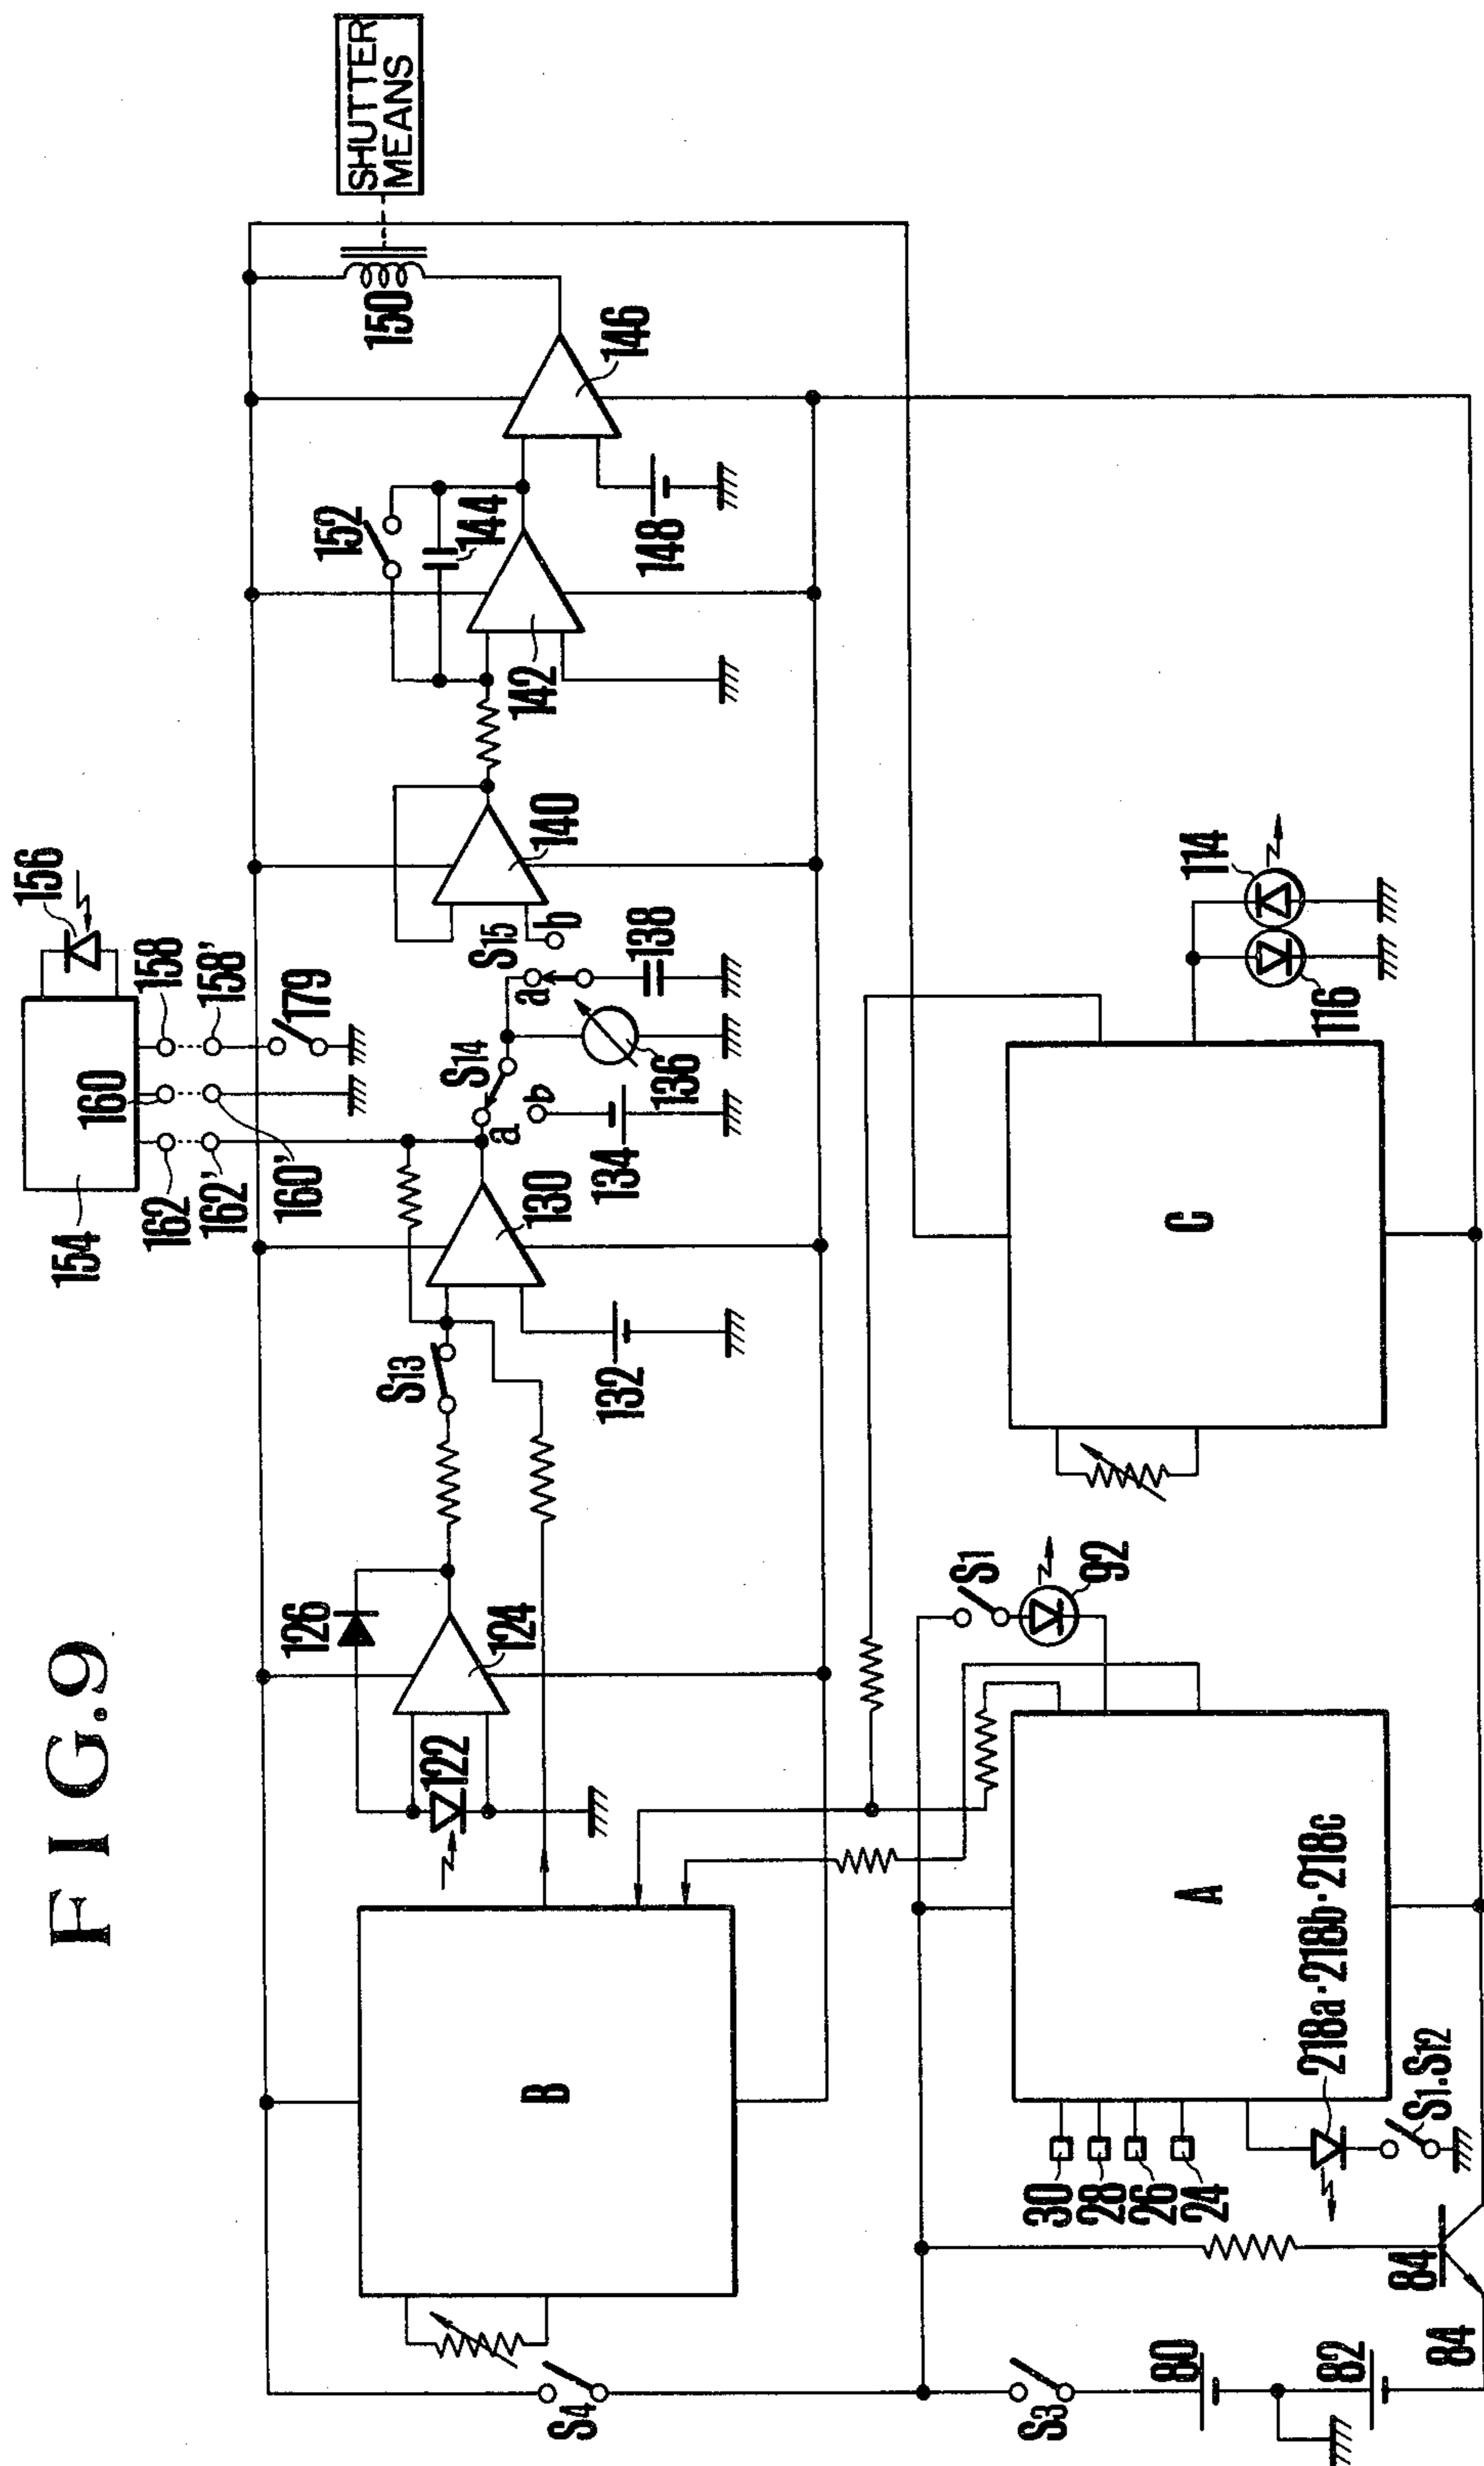 FIG.9
SHUTTER
MEANS
150
146
152
144
148
142
140
156
158
158'
179
160
160'
162
162'
154
S15
a
b
138
S14
a
b
136
134
130
S13
132
126
124
122
114
116
C
S1
92
B
A
218a·218b·218c
S1·S12
30
28
26
24
84
84
S4
S3
80
82